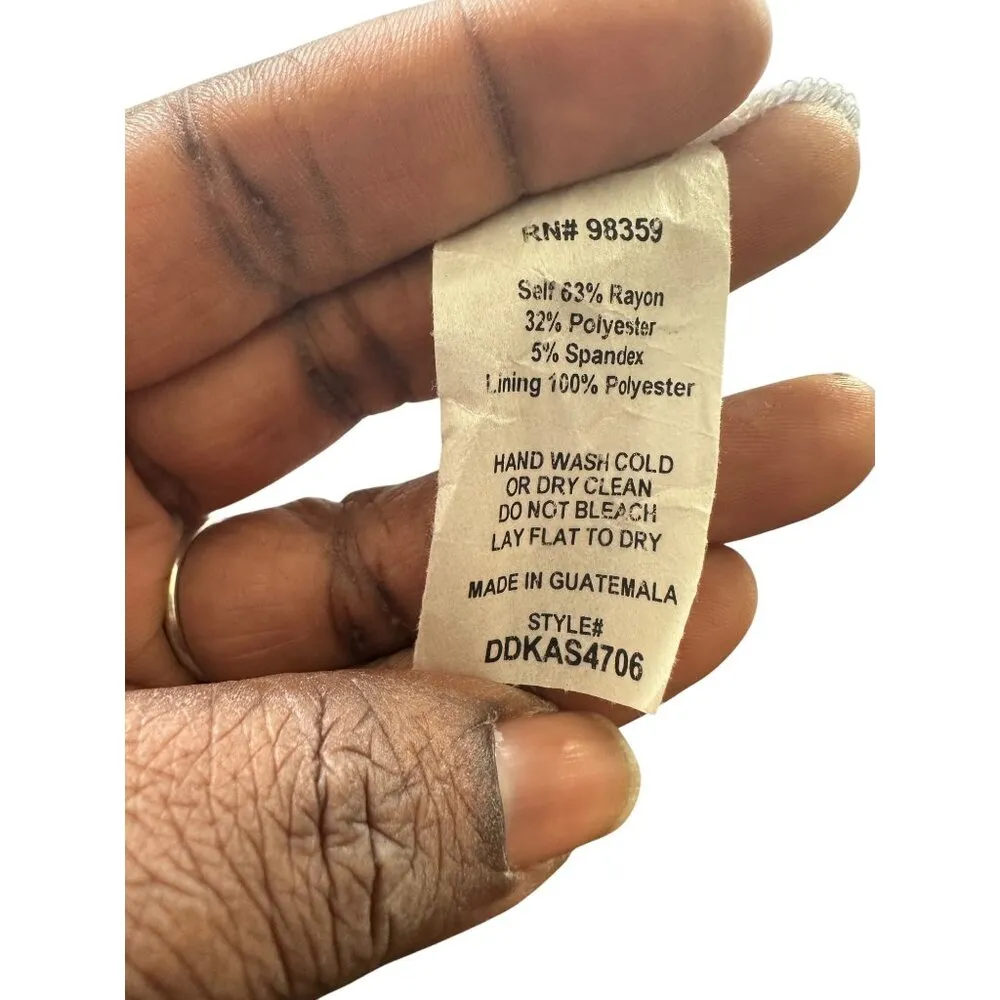 RN# 98359
Self 63% Rayon
32% Polyester
5% Spandex
Lining 100% Polyester
HAND WASH COLD
OR DRY CLEAN
DO NOT BLEACH
LAY FLAT TO DRY
MADE IN GUATEMALA
STYLE#
DDKAS4706